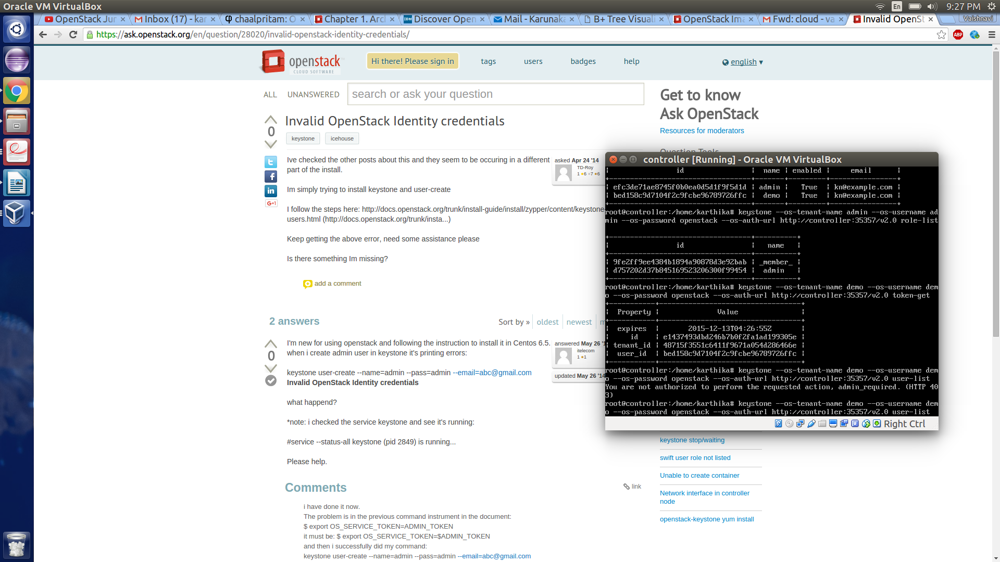 Oracle VM VirtualBox
En
9:27 PM
OpenStack Jur
Inbox (17) - kar
chaalpritam: O
Chapter 1. Arcl
IBM
Discover Open
Mail - Karunaka
B+ Tree Visuali
OpenStack Ima
Fwd: cloud - va
Invalid OpenSt
Vaishnavi
https://ask.openstack.org/en/question/28020/invalid-openstack-identity-credentials/
ABP
openstack
CLOUD SOFTWARE
Hi there! Please sign in
tags
users
badges
help
english ▾
ALL
UNANSWERED
search or ask your question
Get to know
Ask OpenStack
Resources for moderators
Question Tools
0
Invalid OpenStack Identity credentials
keystone
icehouse
Ive checked the other posts about this and they seem to be occuring in a different
part of the install.
Im simply trying to install keystone and user-create
I follow the steps here: http://docs.openstack.org/trunk/install-guide/install/zypper/content/keystone-
users.html (http://docs.openstack.org/trunk/insta...)
Keep getting the above error, need some assistance please
Is there something Im missing?
asked Apr 24 '14
TD-Roy
1 ●6 ●7 ●6
G+1
add a comment
2 answers
Sort by »
oldest
newest
m
0
I'm new for using openstack and following the instruction to install it in Centos 6.5.
when i create admin user in keystone it's printing errors:
keystone user-create --name=admin --pass=admin --email=abc@gmail.com
Invalid OpenStack Identity credentials
what happend?
*note: i checked the service keystone and see it's running:
#service --status-all keystone (pid 2849) is running...
Please help.
answered May 26 '1
itelecom
1 ●1
updated May 26 '14
Comments
link
i have done it now.
The problem is in the previous command instrument in the document:
$ export OS_SERVICE_TOKEN=ADMIN_TOKEN
it must be: $ export OS_SERVICE_TOKEN=$ADMIN_TOKEN
and then i successfully did my command:
keystone user-create --name=admin --pass=admin --email=abc@gmail.com
controller [Running] - Oracle VM VirtualBox
¦                id                ¦  name ¦ enabled ¦     email      ¦
+----------------------------------+-------+---------+----------------+
¦ efc3de71ae8745f0b0ea0d5d1f9f5d1d ¦ admin ¦   True  ¦ kn@example.com ¦
¦ bed158c9d7104f2c9fcbe96789726ffc ¦  demo ¦   True  ¦ kn@example.com ¦
+----------------------------------+-------+---------+----------------+
root@controller:/home/karthika# keystone --os-tenant-name admin --os-username ad
min --os-password openstack --os-auth-url http://controller:35357/v2.0 role-list
+----------------------------------+----------+
¦                id                ¦   name   ¦
+----------------------------------+----------+
¦ 9fe2ff9ee4384b1894a90878d3e92bab ¦ _member_ ¦
¦ d757202d37b845169523206300f99454 ¦  admin   ¦
+----------------------------------+----------+
root@controller:/home/karthika# keystone --os-tenant-name demo --os-username dem
o --os-password openstack --os-auth-url http://controller:35357/v2.0 token-get
+-----------+----------------------------------+
¦  Property ¦              Value               ¦
+-----------+----------------------------------+
¦  expires  ¦       2015-12-13T04:26:55Z       ¦
¦     id    ¦ e1437493dbd246b7b0f2fa1ad199305e ¦
¦ tenant_id ¦ 48715f3551c6411f9671a054d286466e ¦
¦  user_id  ¦ bed158c9d7104f2c9fcbe96789726ffc ¦
+-----------+----------------------------------+
root@controller:/home/karthika# keystone --os-tenant-name demo --os-username dem
o --os-password openstack --os-auth-url http://controller:35357/v2.0 user-list
You are not authorized to perform the requested action, admin_required. (HTTP 40
3)
root@controller:/home/karthika# keystone --os-tenant-name demo --os-username dem
o --os-password openstack --os-auth-url http://controller:35357/v2.0 user-list
Right Ctrl
keystone stop/waiting
swift user role not listed
Unable to create container
Network interface in controller
node
openstack-keystone yum install